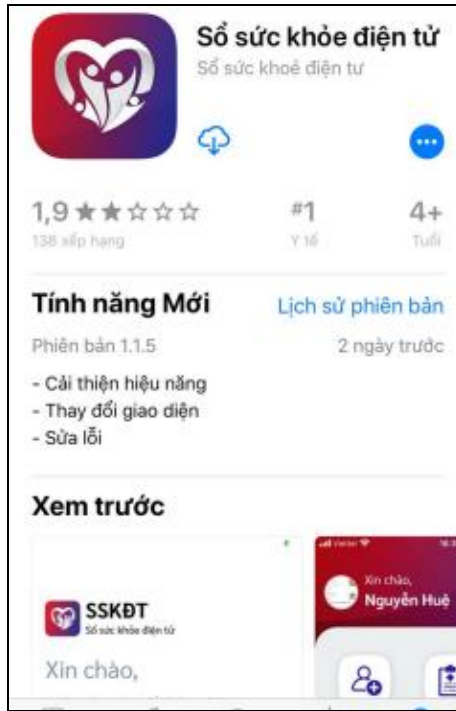 Sổ sức khỏe điện tử
Sổ sức khoẻ điện tư
1,9
#1
4+
138 xếp hạng
Y tế
Tuổi
Tính năng Mới
Lịch sử phiên bản
Phiên bản 1.1.5
2 ngày trước
- Cải thiện hiệu năng
- Thay đổi giao diện
- Sửa lỗi
Xem trước
Viettel
Xin chào,
Nguyễn Huệ
SSKĐT
Sổ sức khỏe điện tử
Xin chào,